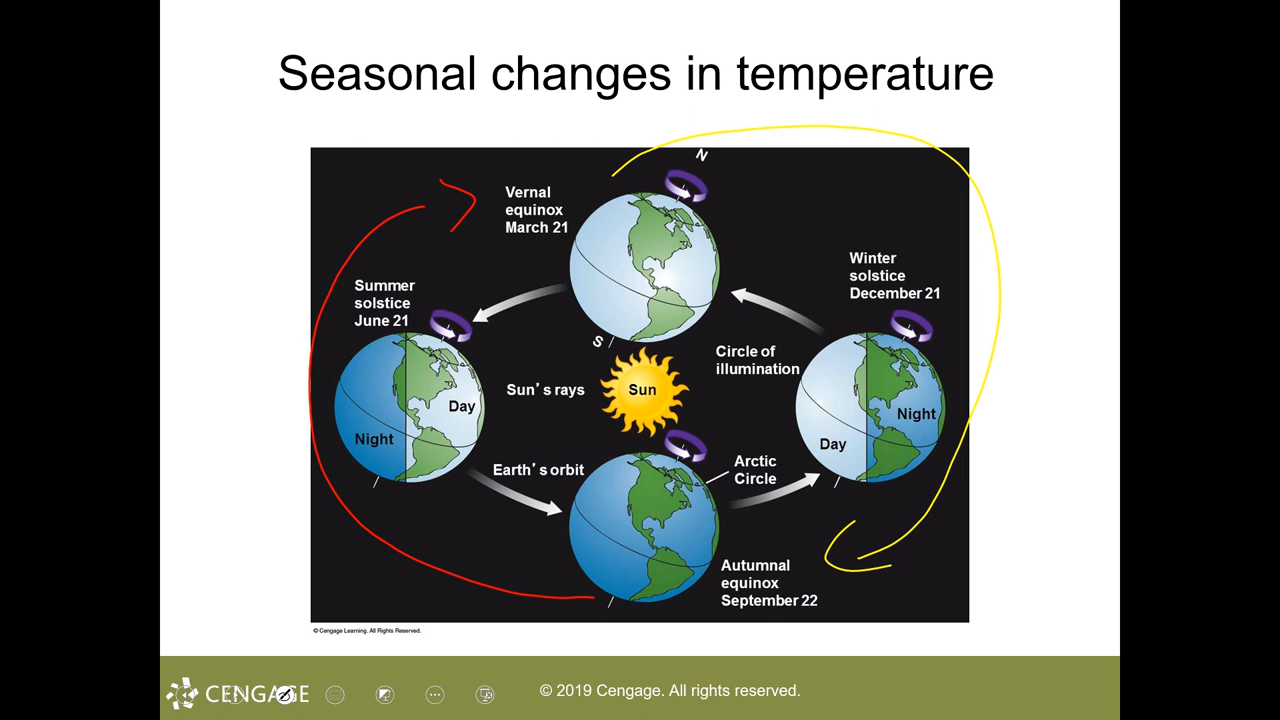 Seasonal changes in temperature
N
Vernal
equinox
March 21
Winter
solstice
December 21
Summer
solstice
June 21
S
Circle of
illumination
Sun's rays
Sun
Day
Night
Night
Day
Earth's orbit
Arctic
Circle
Autumnal
equinox
September 22
© Cengage Learning. All Rights Reserved.
CENGAGE
© 2019 Cengage. All rights reserved.